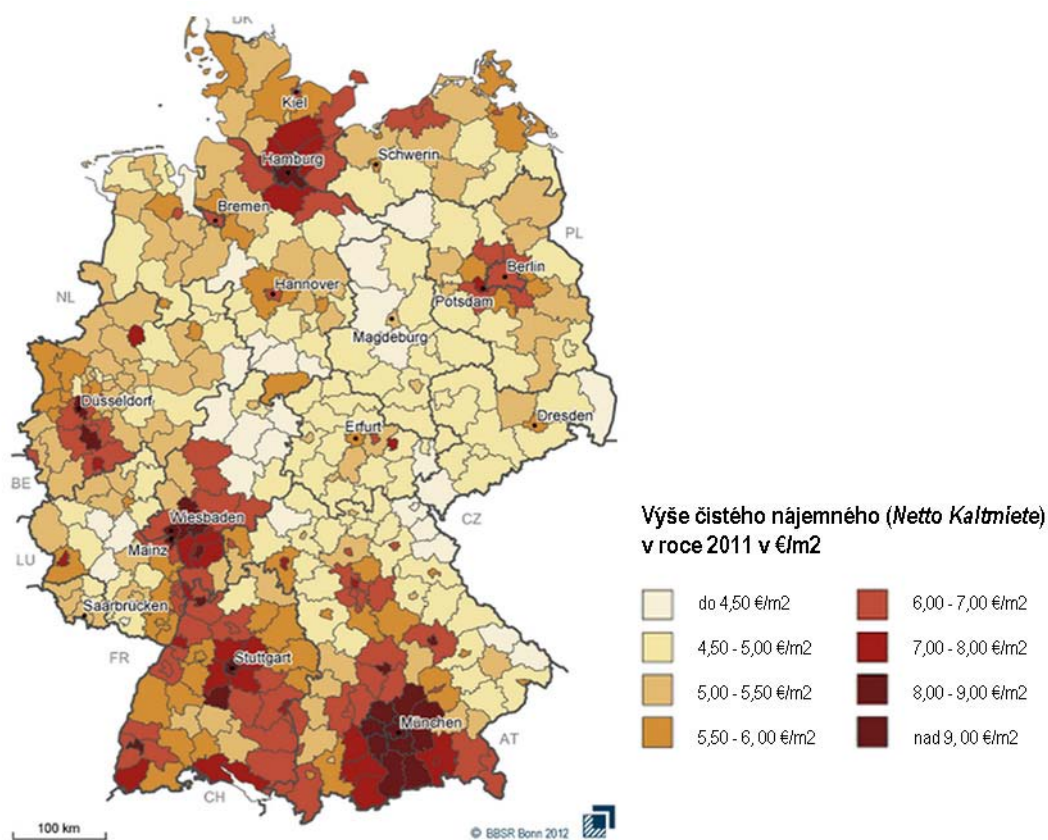 DK
Kiel
Hamburg
Schwerin
Bremen
PL
Berlin
Hannover
NL
Potsdam
Magdeburg
Düsseldorf
Dresden
Erfurt
BE
Wiesbaden
CZ
Mainz
LU
Saarbrücken
FR
Stuttgart
München
AT
CH
100 km
© BBSR Bonn 2012
Výše čistého nájemného (Netto Kaltmiete)
v roce 2011 v €/m2
do 4,50 €/m2
4,50 - 5,00 €/m2
5,00 - 5,50 €/m2
5,50 - 6,00 €/m2
6,00 - 7,00 €/m2
7,00 - 8,00 €/m2
8,00 - 9,00 €/m2
nad 9,00 €/m2